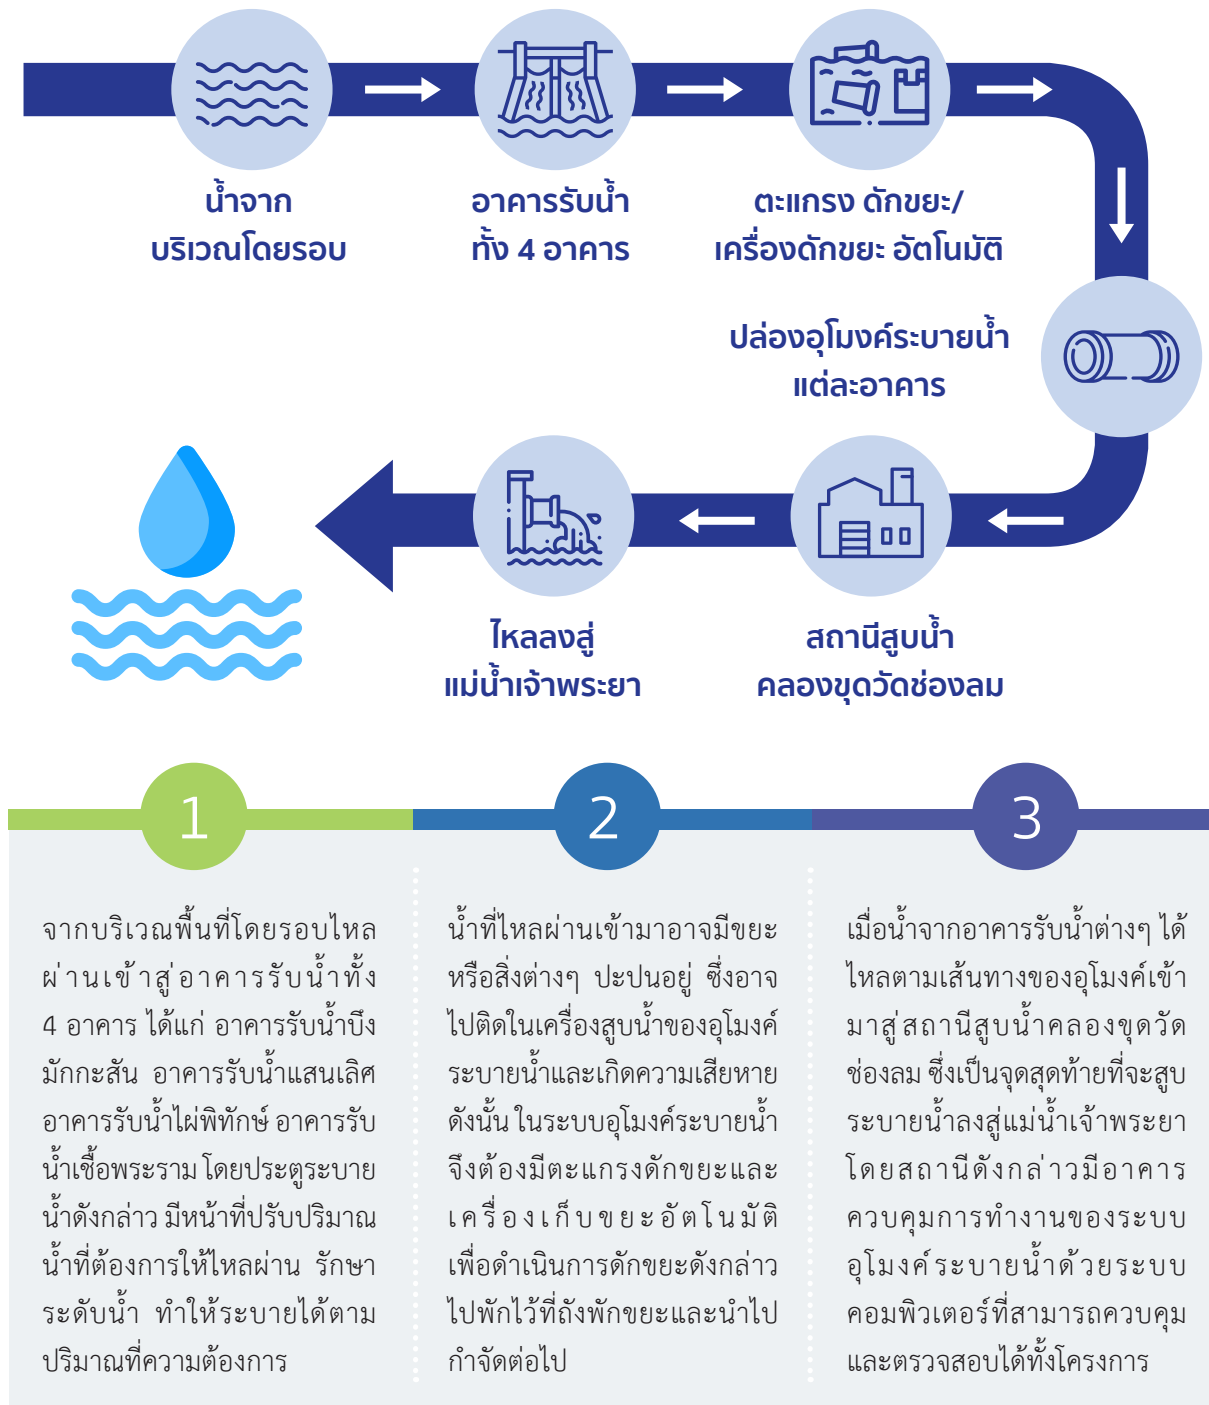 น้ำจาก
บริเวณโดยรอบ
อาคารรับน้ำ
ทั้ง 4 อาคาร
ตะแกรง ดักขยะ/
เครื่องดักขยะ อัตโนมัติ
ปล่องอุโมงค์ระบายน้ำ
แต่ละอาคาร
สถานีสูบน้ำ
คลองขุดวัดช่องลม
ไหลลงสู่
แม่น้ำเจ้าพระยา
1
จากบริเวณพื้นที่โดยรอบไหล
ผ่านเข้าสู่อาคารรับน้ำทั้ง
4 อาคาร ได้แก่ อาคารรับน้ำบึง
มักกะสัน อาคารรับน้ำแสนเลิศ
อาคารรับน้ำไผ่พิทักษ์ อาคารรับ
น้ำเชื้อพระราม โดยประตูระบาย
น้ำดังกล่าว มีหน้าที่ปรับปริมาณ
น้ำที่ต้องการให้ไหลผ่าน รักษา
ระดับน้ำ ทำให้ระบายได้ตาม
ปริมาณที่ความต้องการ
2
น้ำที่ไหลผ่านเข้ามาอาจมีขยะ
หรือสิ่งต่างๆ ปะปนอยู่ ซึ่งอาจ
ไปติดในเครื่องสูบน้ำของอุโมงค์
ระบายน้ำและเกิดความเสียหาย
ดังนั้น ในระบบอุโมงค์ระบายน้ำ
จึงต้องมีตะแกรงดักขยะและ
เครื่องเก็บขยะอัตโนมัติ
เพื่อดำเนินการดักขยะดังกล่าว
ไปพักไว้ที่ถังพักขยะและนำไป
กำจัดต่อไป
3
เมื่อน้ำจากอาคารรับน้ำต่างๆ ได้
ไหลตามเส้นทางของอุโมงค์เข้า
มาสู่สถานีสูบน้ำคลองขุดวัด
ช่องลม ซึ่งเป็นจุดสุดท้ายที่จะสูบ
ระบายน้ำลงสู่แม่น้ำเจ้าพระยา
โดยสถานีดังกล่าวมีอาคาร
ควบคุมการทำงานของระบบ
อุโมงค์ระบายน้ำด้วยระบบ
คอมพิวเตอร์ที่สามารถควบคุม
และตรวจสอบได้ทั้งโครงการ